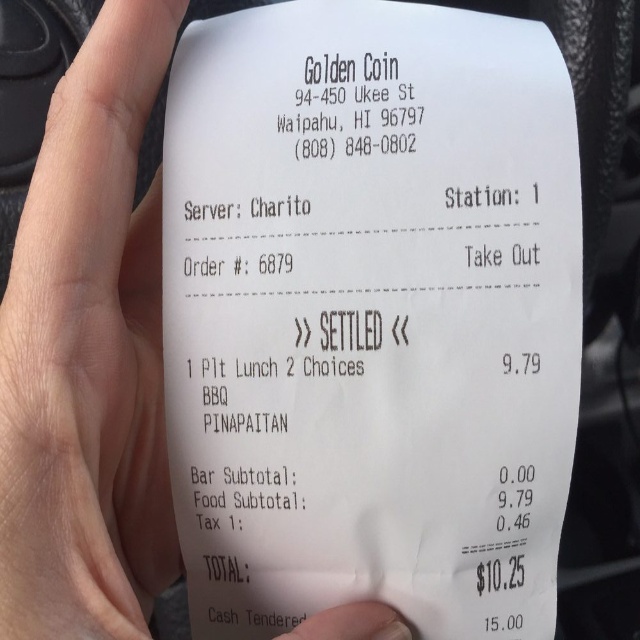 Golden Coin
94-450 Ukee St
Waipahu, HI 96797
(808) 848-0802
Server: Charito Station: 1
Order #: 6879 Take Out
>> SETTLED <<
1 Plt Lunch 2 Choices 9.79
BBQ
PINAPAITAN
Bar Subtotal: 0.00
Food Subtotal: 9.79
Tax 1: 0.46
TOTAL: $10.25
Cash Tendered 15.00